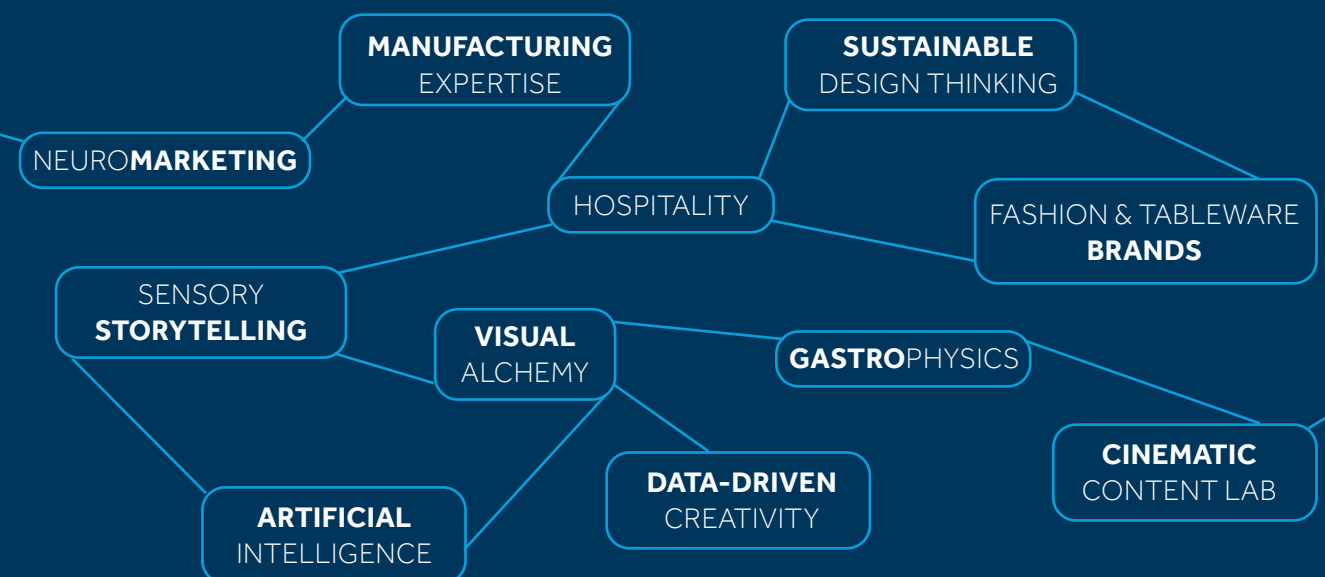 MANUFACTURING
EXPERTISE
SUSTAINABLE
DESIGN THINKING
NEUROMARKETING
HOSPITALITY
FASHION & TABLEWARE
BRANDS
SENSORY
STORYTELLING
VISUAL
ALCHEMY
GASTROPHYSICS
CINEMATIC
CONTENT LAB
DATA-DRIVEN
CREATIVITY
ARTIFICIAL
INTELLIGENCE